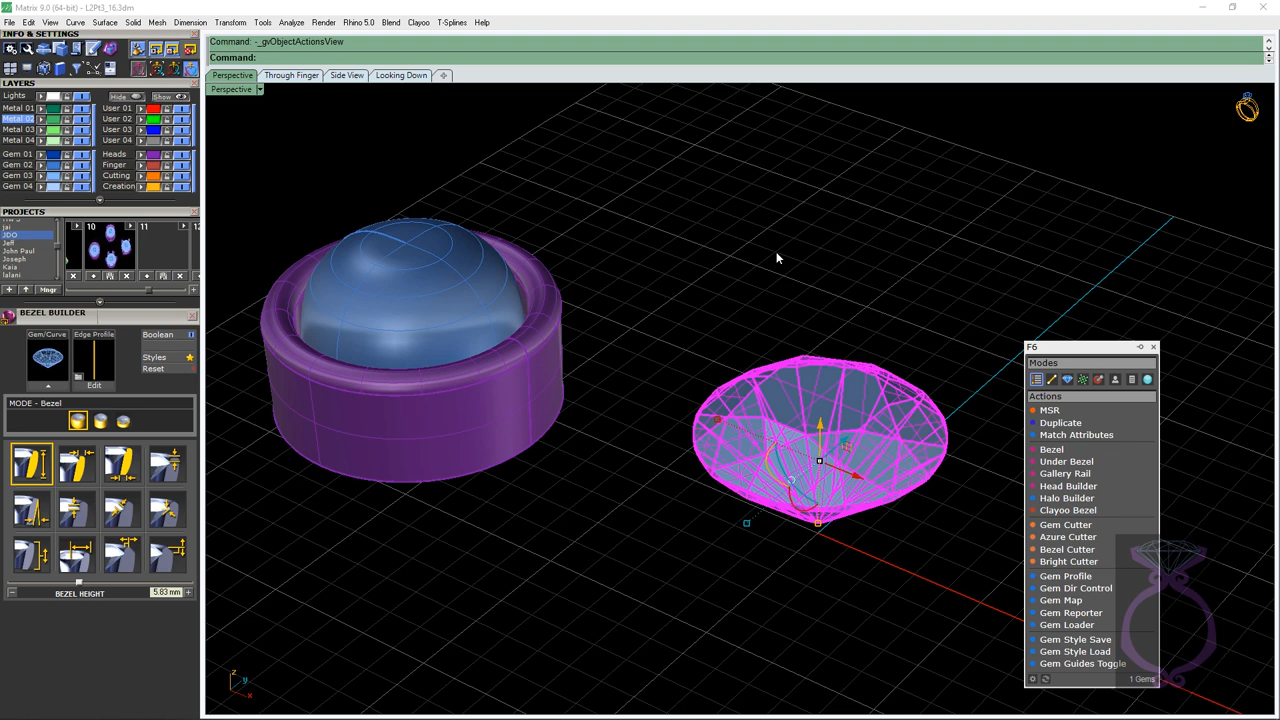 Matrix 9.0 (64-bit) - L2Pt3_16.3dm
File Edit View Curve Surface Solid Mesh Dimension Transform Tools Analyze Render Rhino 5.0 Blend Clayoo T-Splines Help
INFO & SETTINGS
Command: -_gvObjectActionsView
Command:
Perspective Through Finger Side View Looking Down
Perspective
LAYERS
Lights Hide Show
Metal 01 User 01
Metal 02 User 02
Metal 03 User 03
Metal 04 User 04
Gem 01 Heads
Gem 02 Finger
Gem 03 Cutting
Gem 04 Creation
PROJECTS
jai
JDO
Jeff
John Paul
Joseph
Kaia
lalani
10 11
Mngr
BEZEL BUILDER
Gem/Curve Edge Profile Boolean
Styles
Reset
Edit
MODE - Bezel
BEZEL HEIGHT 5.83 mm
F6
Modes
Actions
MSR
Duplicate
Match Attributes
Bezel
Under Bezel
Gallery Rail
Head Builder
Halo Builder
Clayoo Bezel
Gem Cutter
Azure Cutter
Bezel Cutter
Bright Cutter
Gem Profile
Gem Dir Control
Gem Map
Gem Reporter
Gem Loader
Gem Style Save
Gem Style Load
Gem Guides Toggle
1 Gems
z
y
x